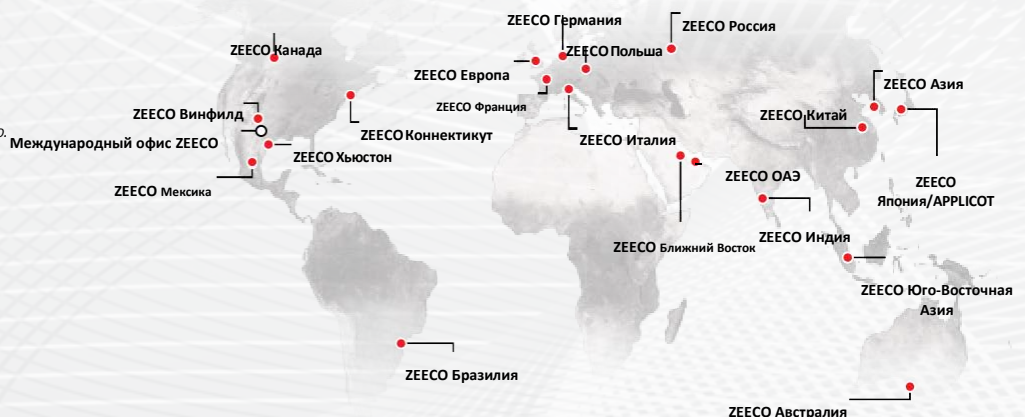 ZEECO Германия
ZEECO Россия
ZEECO Канада
ZEECO Польша
ZEECO Европа
ZEECO Азия
ZEECO Франция
ZEECO Винфилд
ZEECO Китай
ZEECO Коннектикут
Международный офис ZEECO
ZEECO Италия
ZEECO Хьюстон
ZEECO ОАЭ
ZEECO Мексика
ZEECO
Япония/APPLICOT
ZEECO Ближний Восток
ZEECO Индия
ZEECO Юго-Восточная
Азия
ZEECO Бразилия
ZEECO Австралия